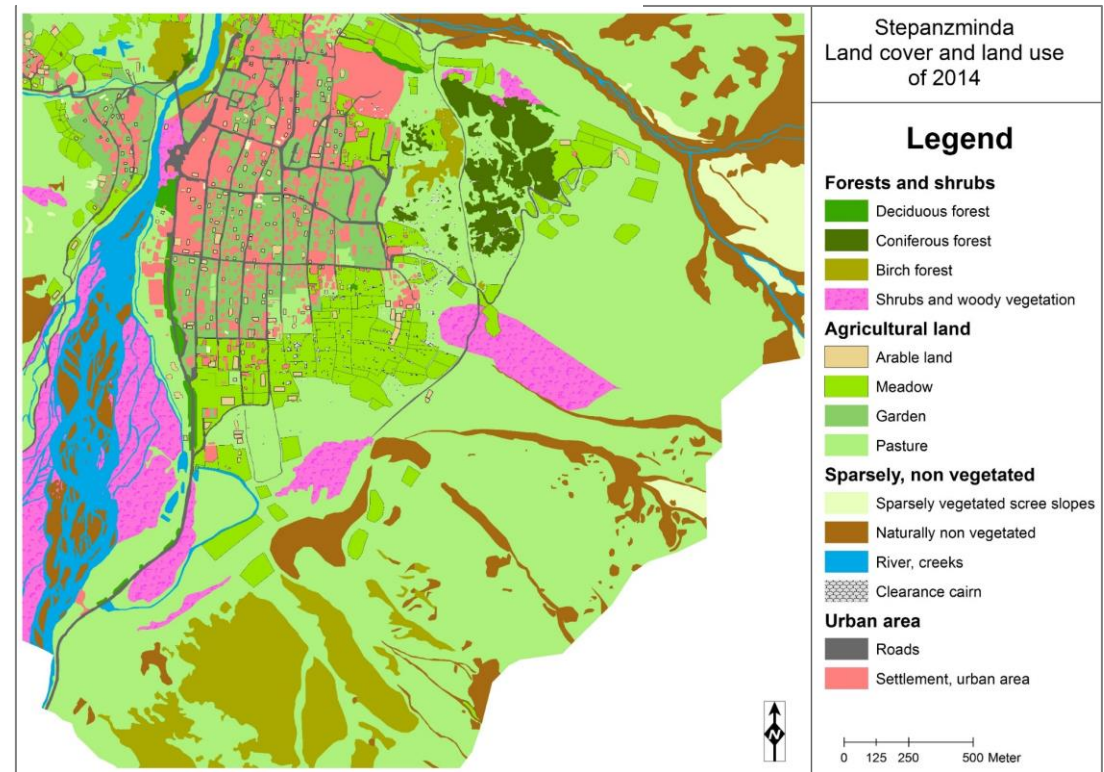 Stepanzminda
Land cover and land use
of 2014
Legend
Forests and shrubs
Deciduous forest
Coniferous forest
Birch forest
Shrubs and woody vegetation
Agricultural land
Arable land
Meadow
Garden
Pasture
Sparsely, non vegetated
Sparsely vegetated scree slopes
Naturally non vegetated
River, creeks
Clearance cairn
Urban area
Roads
Settlement, urban area
N
0 125 250 500 Meter